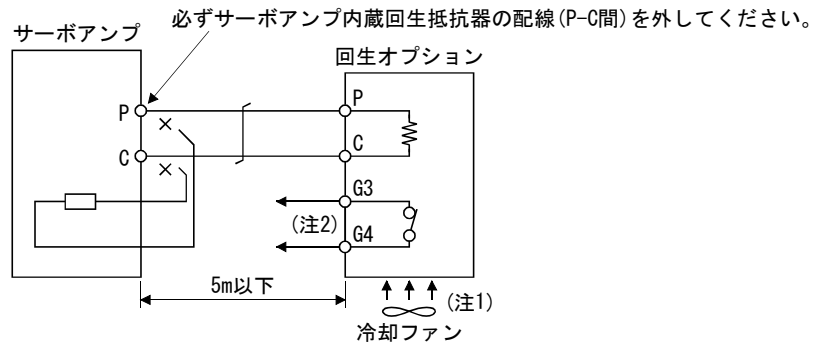 必ずサーボアンプ内蔵回生抵抗器の配線(P-C間)を外してください。
サーボアンプ
回生オプション
P
P
C
C
G3
(注2)
G4
5m以下
(注1)
冷却ファン